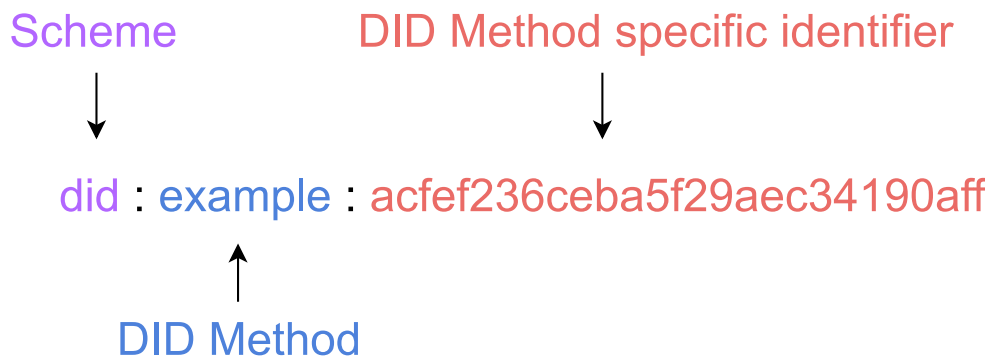 Scheme
DID Method specific identifier
did : example : acfef236ceba5f29aec34190aff
DID Method